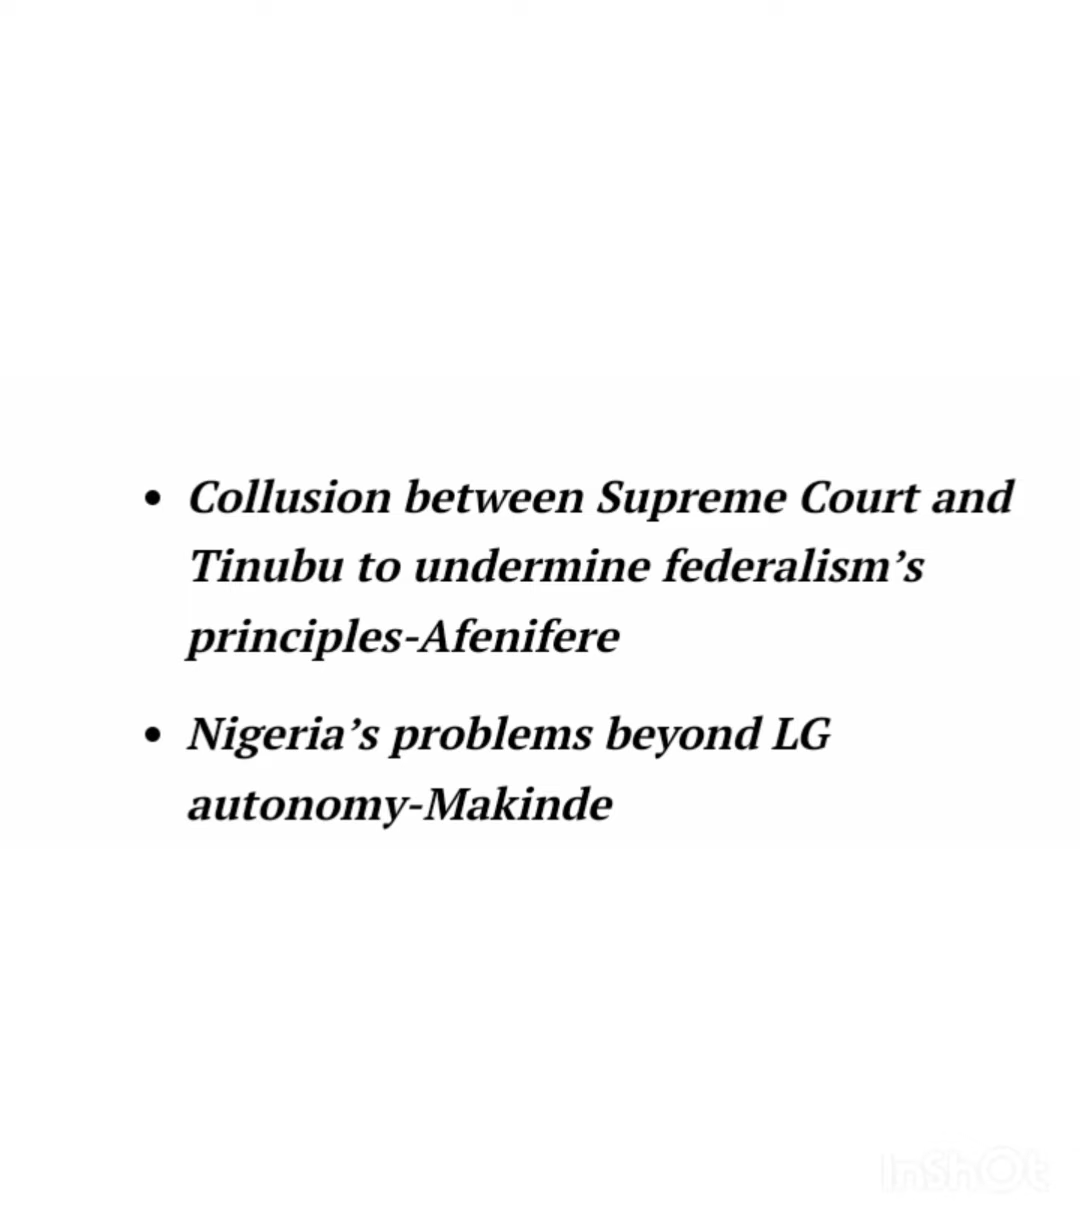 • Collusion between Supreme Court and
Tinubu to undermine federalism’s
principles-Afenifere
• Nigeria’s problems beyond LG
autonomy-Makinde
InShOt